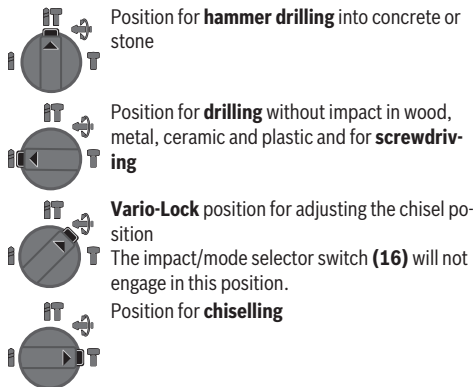 Position for hammer drilling into concrete or
stone
Position for drilling without impact in wood,
metal, ceramic and plastic and for screwdriv-
ing
Vario-Lock position for adjusting the chisel po-
sition
The impact/mode selector switch (16) will not
engage in this position.
Position for chiselling